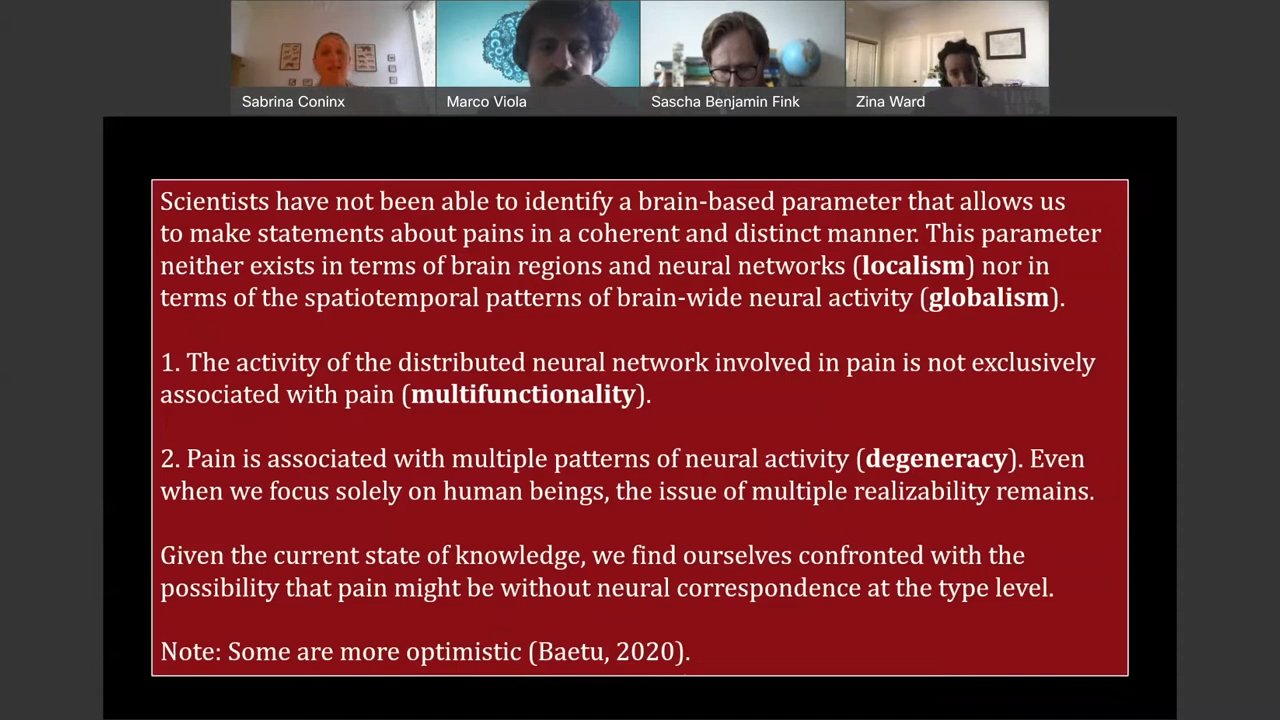 Sabrina Coninx
Marco Viola
Sascha Benjamin Fink
Zina Ward
Scientists have not been able to identify a brain-based parameter that allows us
to make statements about pains in a coherent and distinct manner. This parameter
neither exists in terms of brain regions and neural networks (localism) nor in
terms of the spatiotemporal patterns of brain-wide neural activity (globalism).
1. The activity of the distributed neural network involved in pain is not exclusively
associated with pain (multifunctionality).
2. Pain is associated with multiple patterns of neural activity (degeneracy). Even
when we focus solely on human beings, the issue of multiple realizability remains.
Given the current state of knowledge, we find ourselves confronted with the
possibility that pain might be without neural correspondence at the type level.
Note: Some are more optimistic (Baetu, 2020).